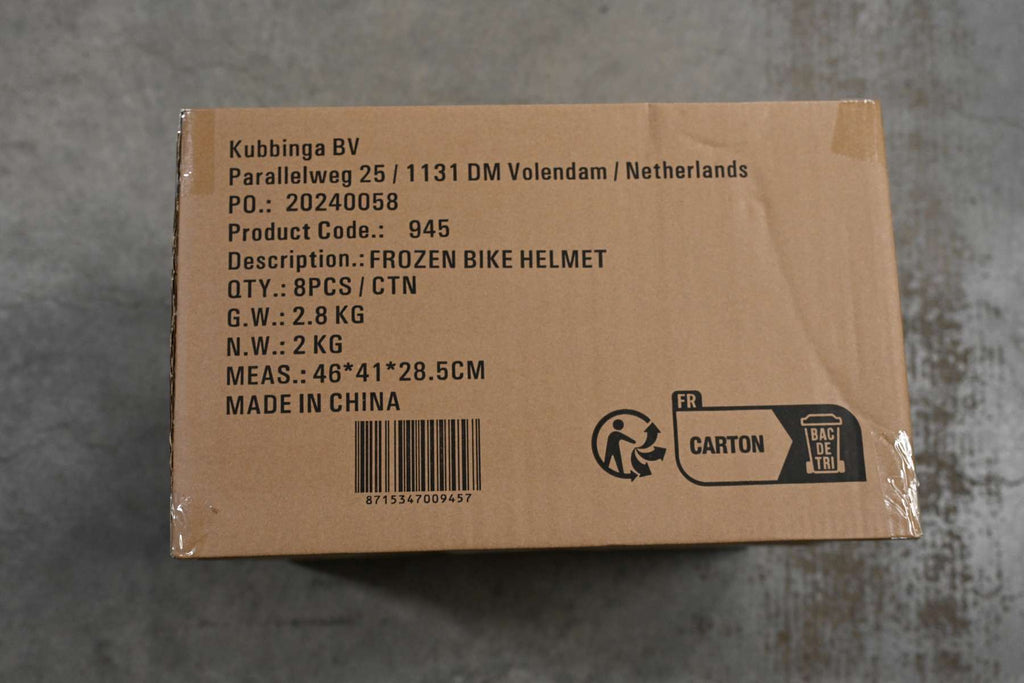 Kubbinga BV
Parallelweg 25 / 1131 DM Volendam / Netherlands
PO.: 20240058
Product Code.: 945
Description.: FROZEN BIKE HELMET
QTY.: 8PCS / CTN
G.W.: 2.8 KG
N.W.: 2 KG
MEAS.: 46*41*28.5CM
MADE IN CHINA
8715347009457
FR
CARTON
BAC
DE
TRI